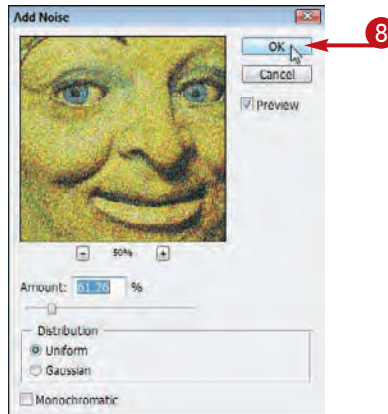 Add Noise
OK
8
Cancel
Preview
- 50% +
Amount: 61.26 %
Distribution
Uniform
Gaussian
Monochromatic